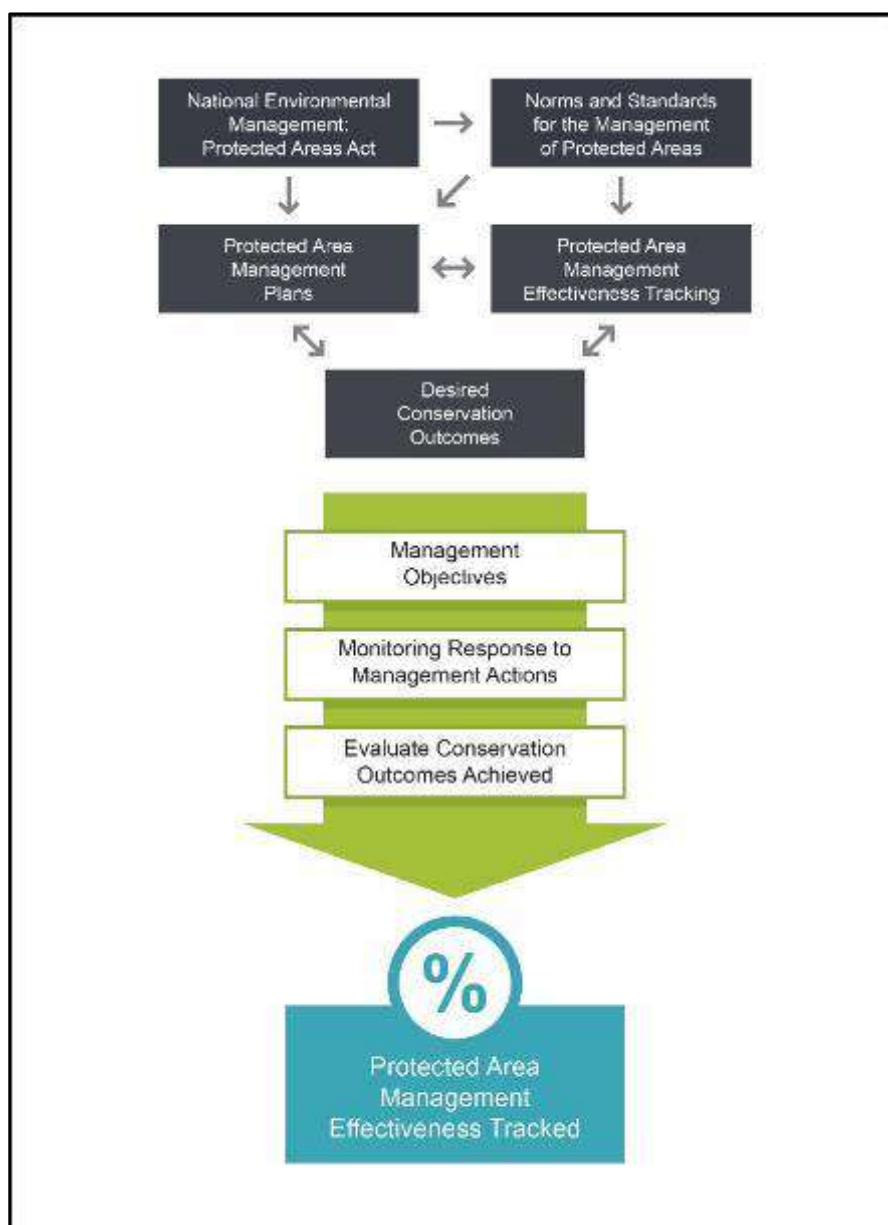 National Environmental
Management:
Protected Areas Act
Norms and Standards
for the Management
of Protected Areas
Protected Area
Management
Plans
Protected Area
Management
Effectiveness Tracking
Desired
Conservation
Outcomes
Management
Objectives
Monitoring Response to
Management Actions
Evaluate Conservation
Outcomes Achieved
%
Protected Area
Management
Effectiveness Tracked